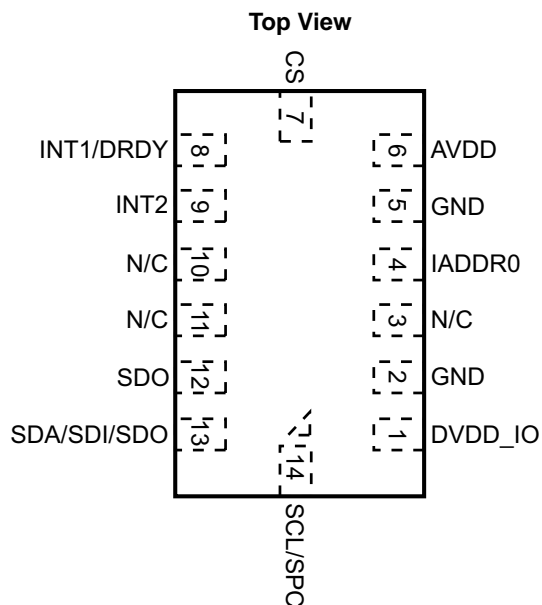 Top View
CS
7
INT1/DRDY 8 6 AVDD
INT2 9 5 GND
N/C 10 4 IADDR0
N/C 11 3 N/C
SDO 12 2 GND
SDA/SDI/SDO 13 1 DVDD_IO
14
SCL/SPC